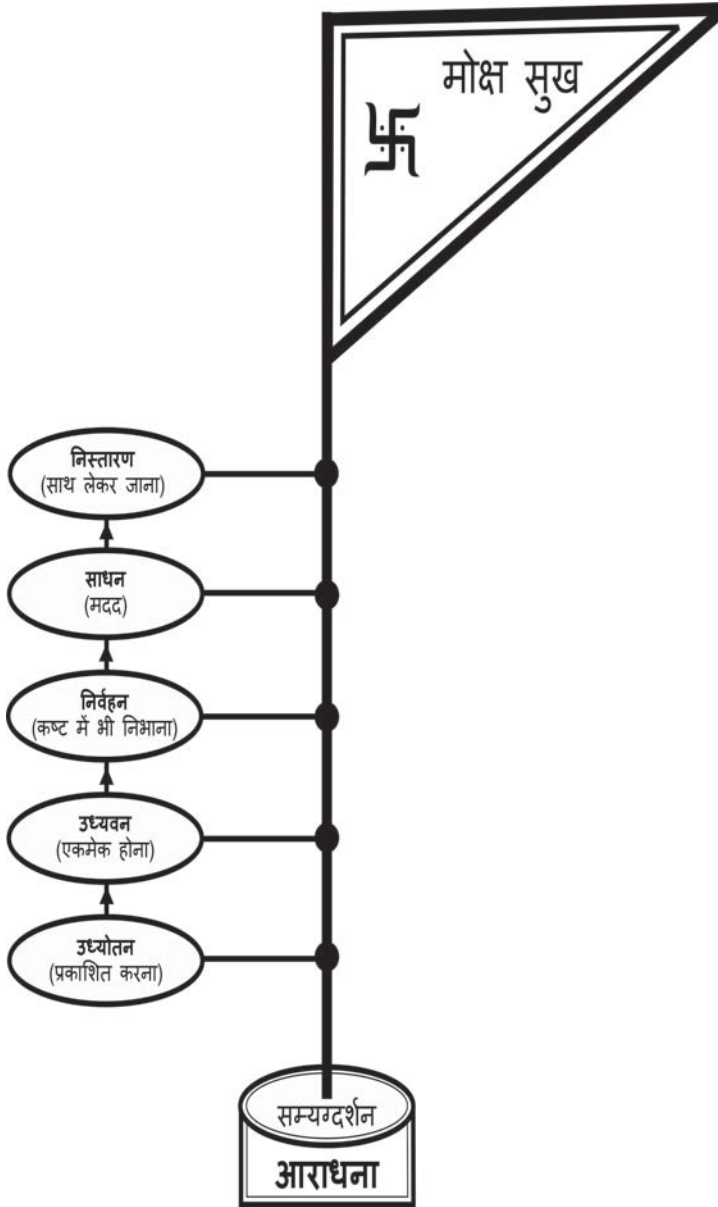 मोक्ष सुख
निस्तारण
(साथ लेकर जाना)
साधन
(मदद)
निर्वहन
(कष्ट में भी निभाना)
उध्यवन
(एकमेक होना)
उध्योतन
(प्रकाशित करना)
सम्यग्दर्शन
आराधना